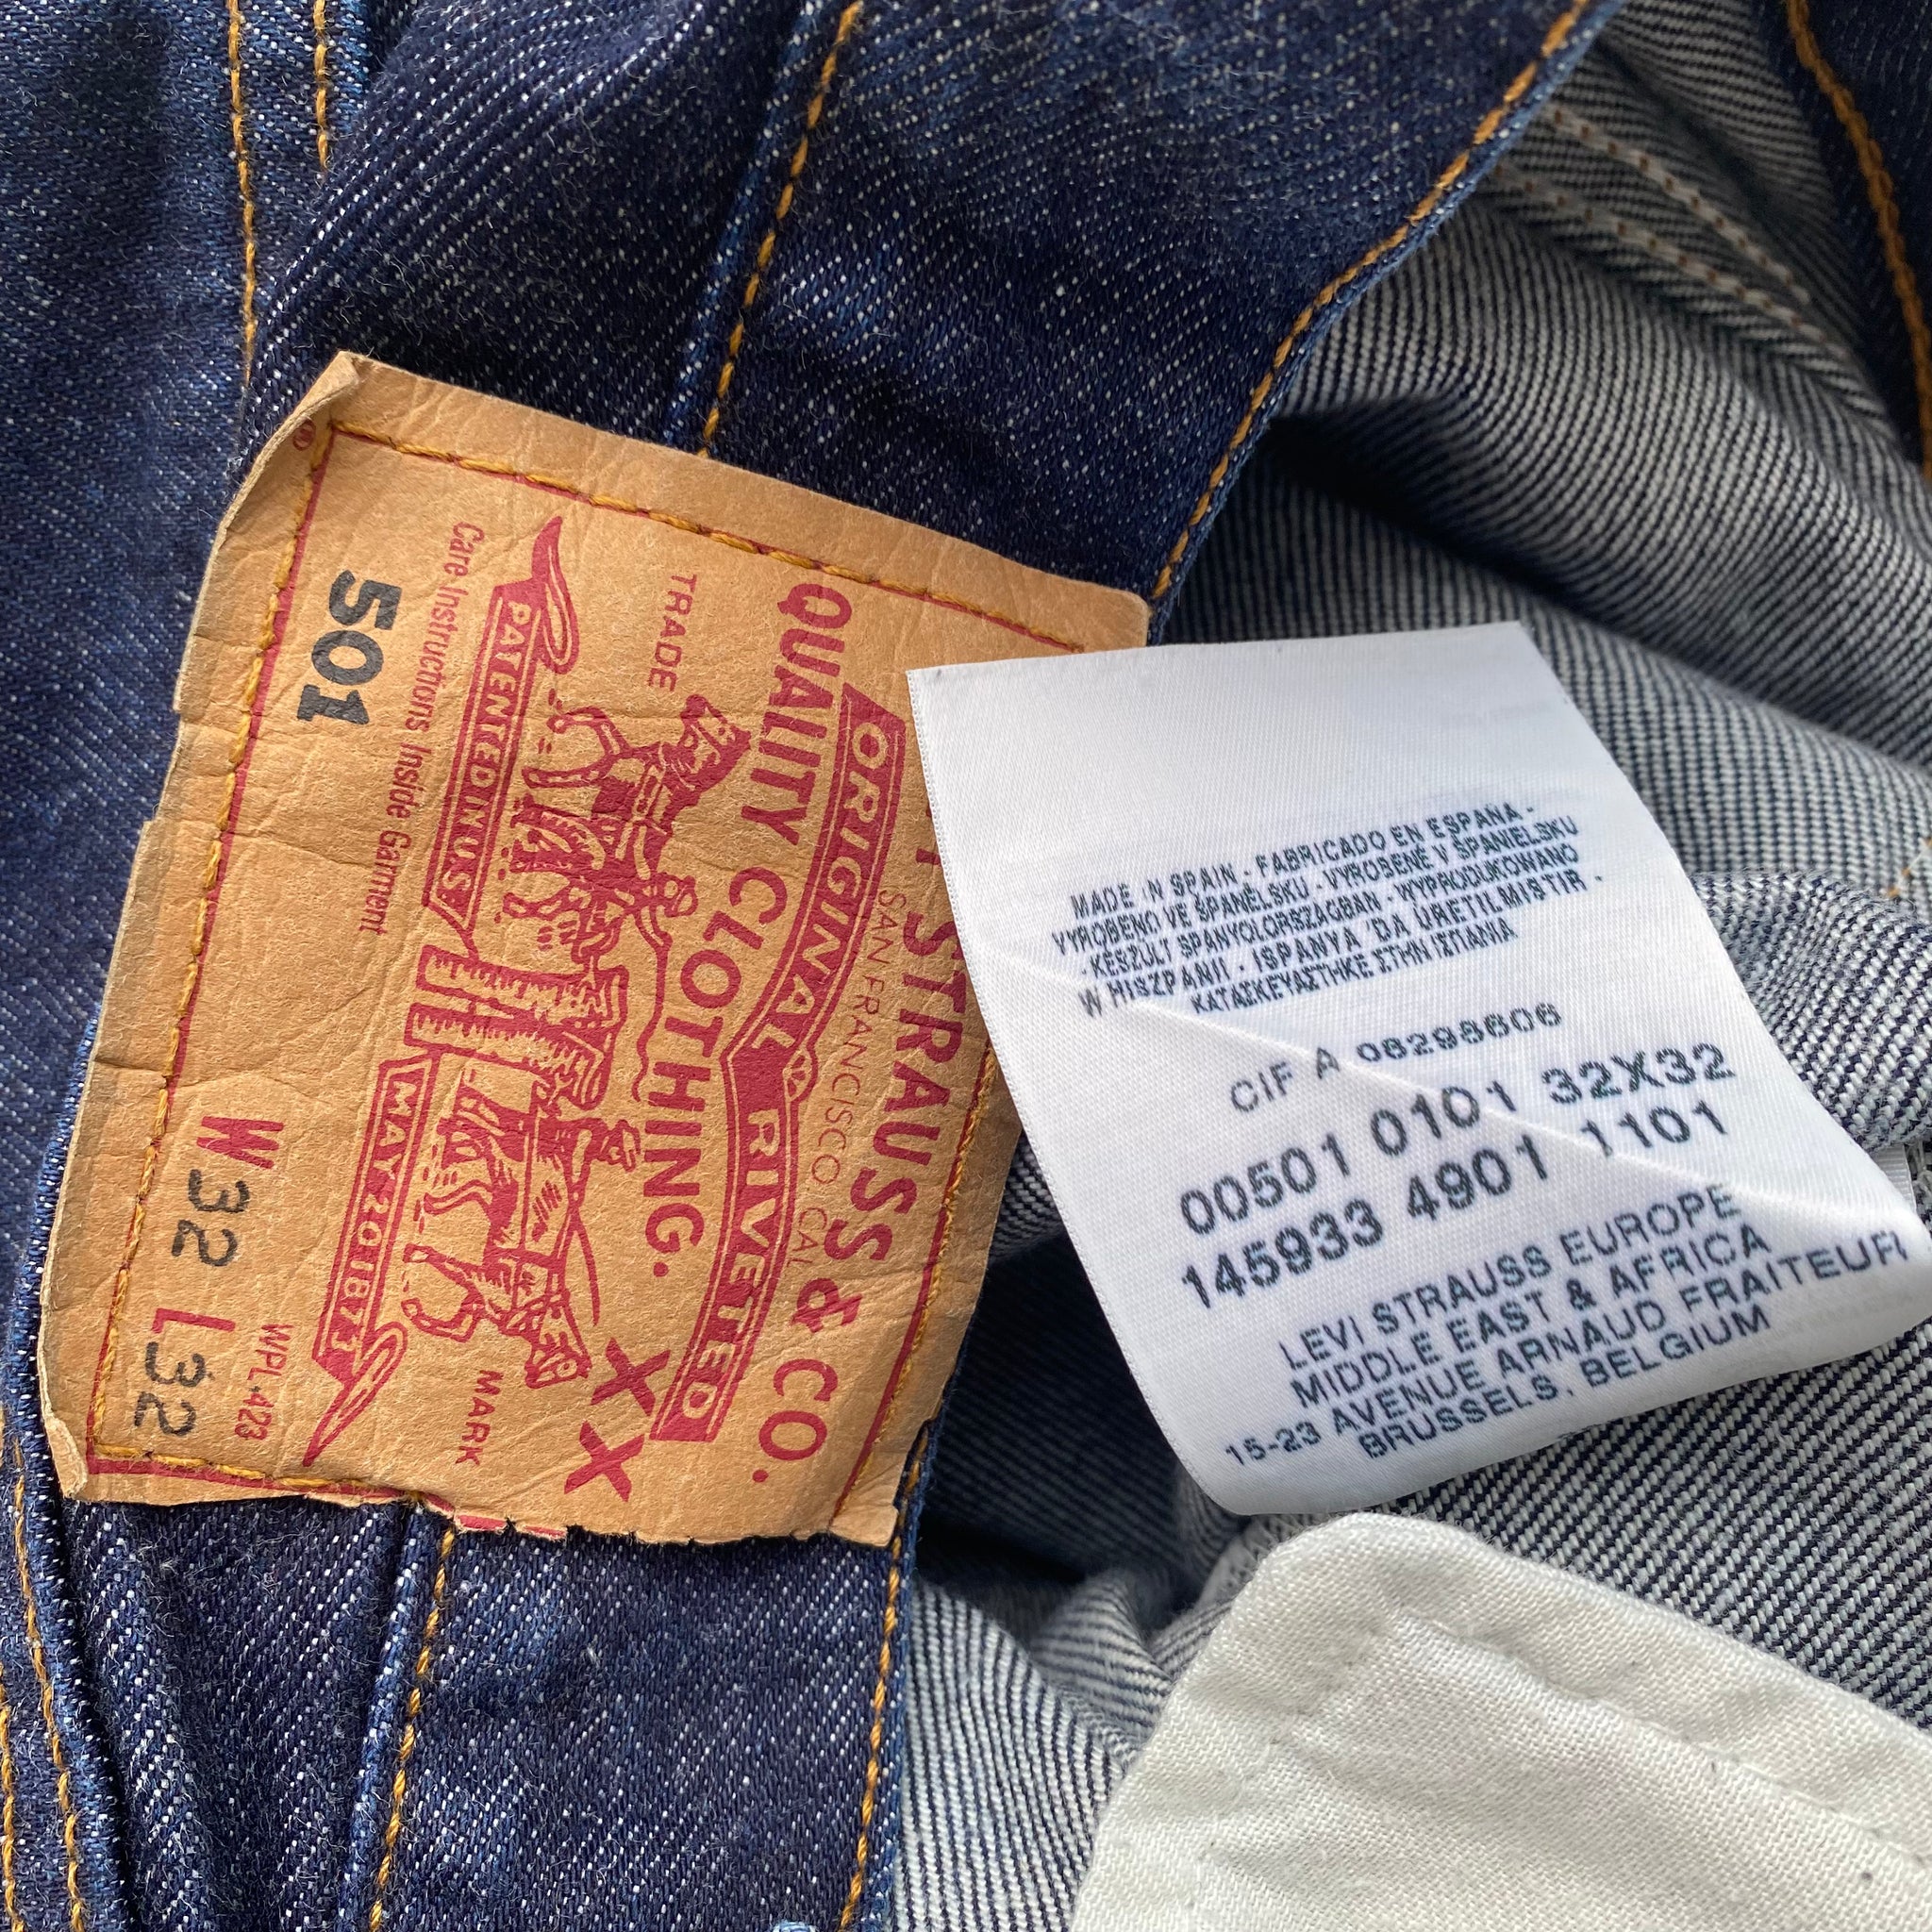 STRAUSS & CO.
SAN FRANCISCO CAL
ORIGINAL RIVETED
QUALITY CLOTHING.
XX
TRADE MARK
PATENTED IN U.S. MAY 20 1873
Care Instructions Inside Garment
WPL.423
501
W 32 L 32
MADE IN SPAIN - FABRICADO EN ESPAÑA -
VYROBENO VE ŠPANĚLSKU - VYROBENÉ V ŠPANIELSKU
- KÉSZÜLT SPANYOLORSZÁGBAN - WYPRODUKOWANO
W HISZPANII - ISPANYA 'DA ÜRETILMISTIR -
ΚΑΤΑΣΚΕΥΑΣΤΗΚΕ ΣΤΗΝ ΙΣΠΑΝΙΑ
CIF A 08298606
00501 0101 32X32
145933 4901 1101
LEVI STRAUSS EUROPE
MIDDLE EAST & AFRICA
15-23 AVENUE ARNAUD FRAITEUR
BRUSSELS, BELGIUM